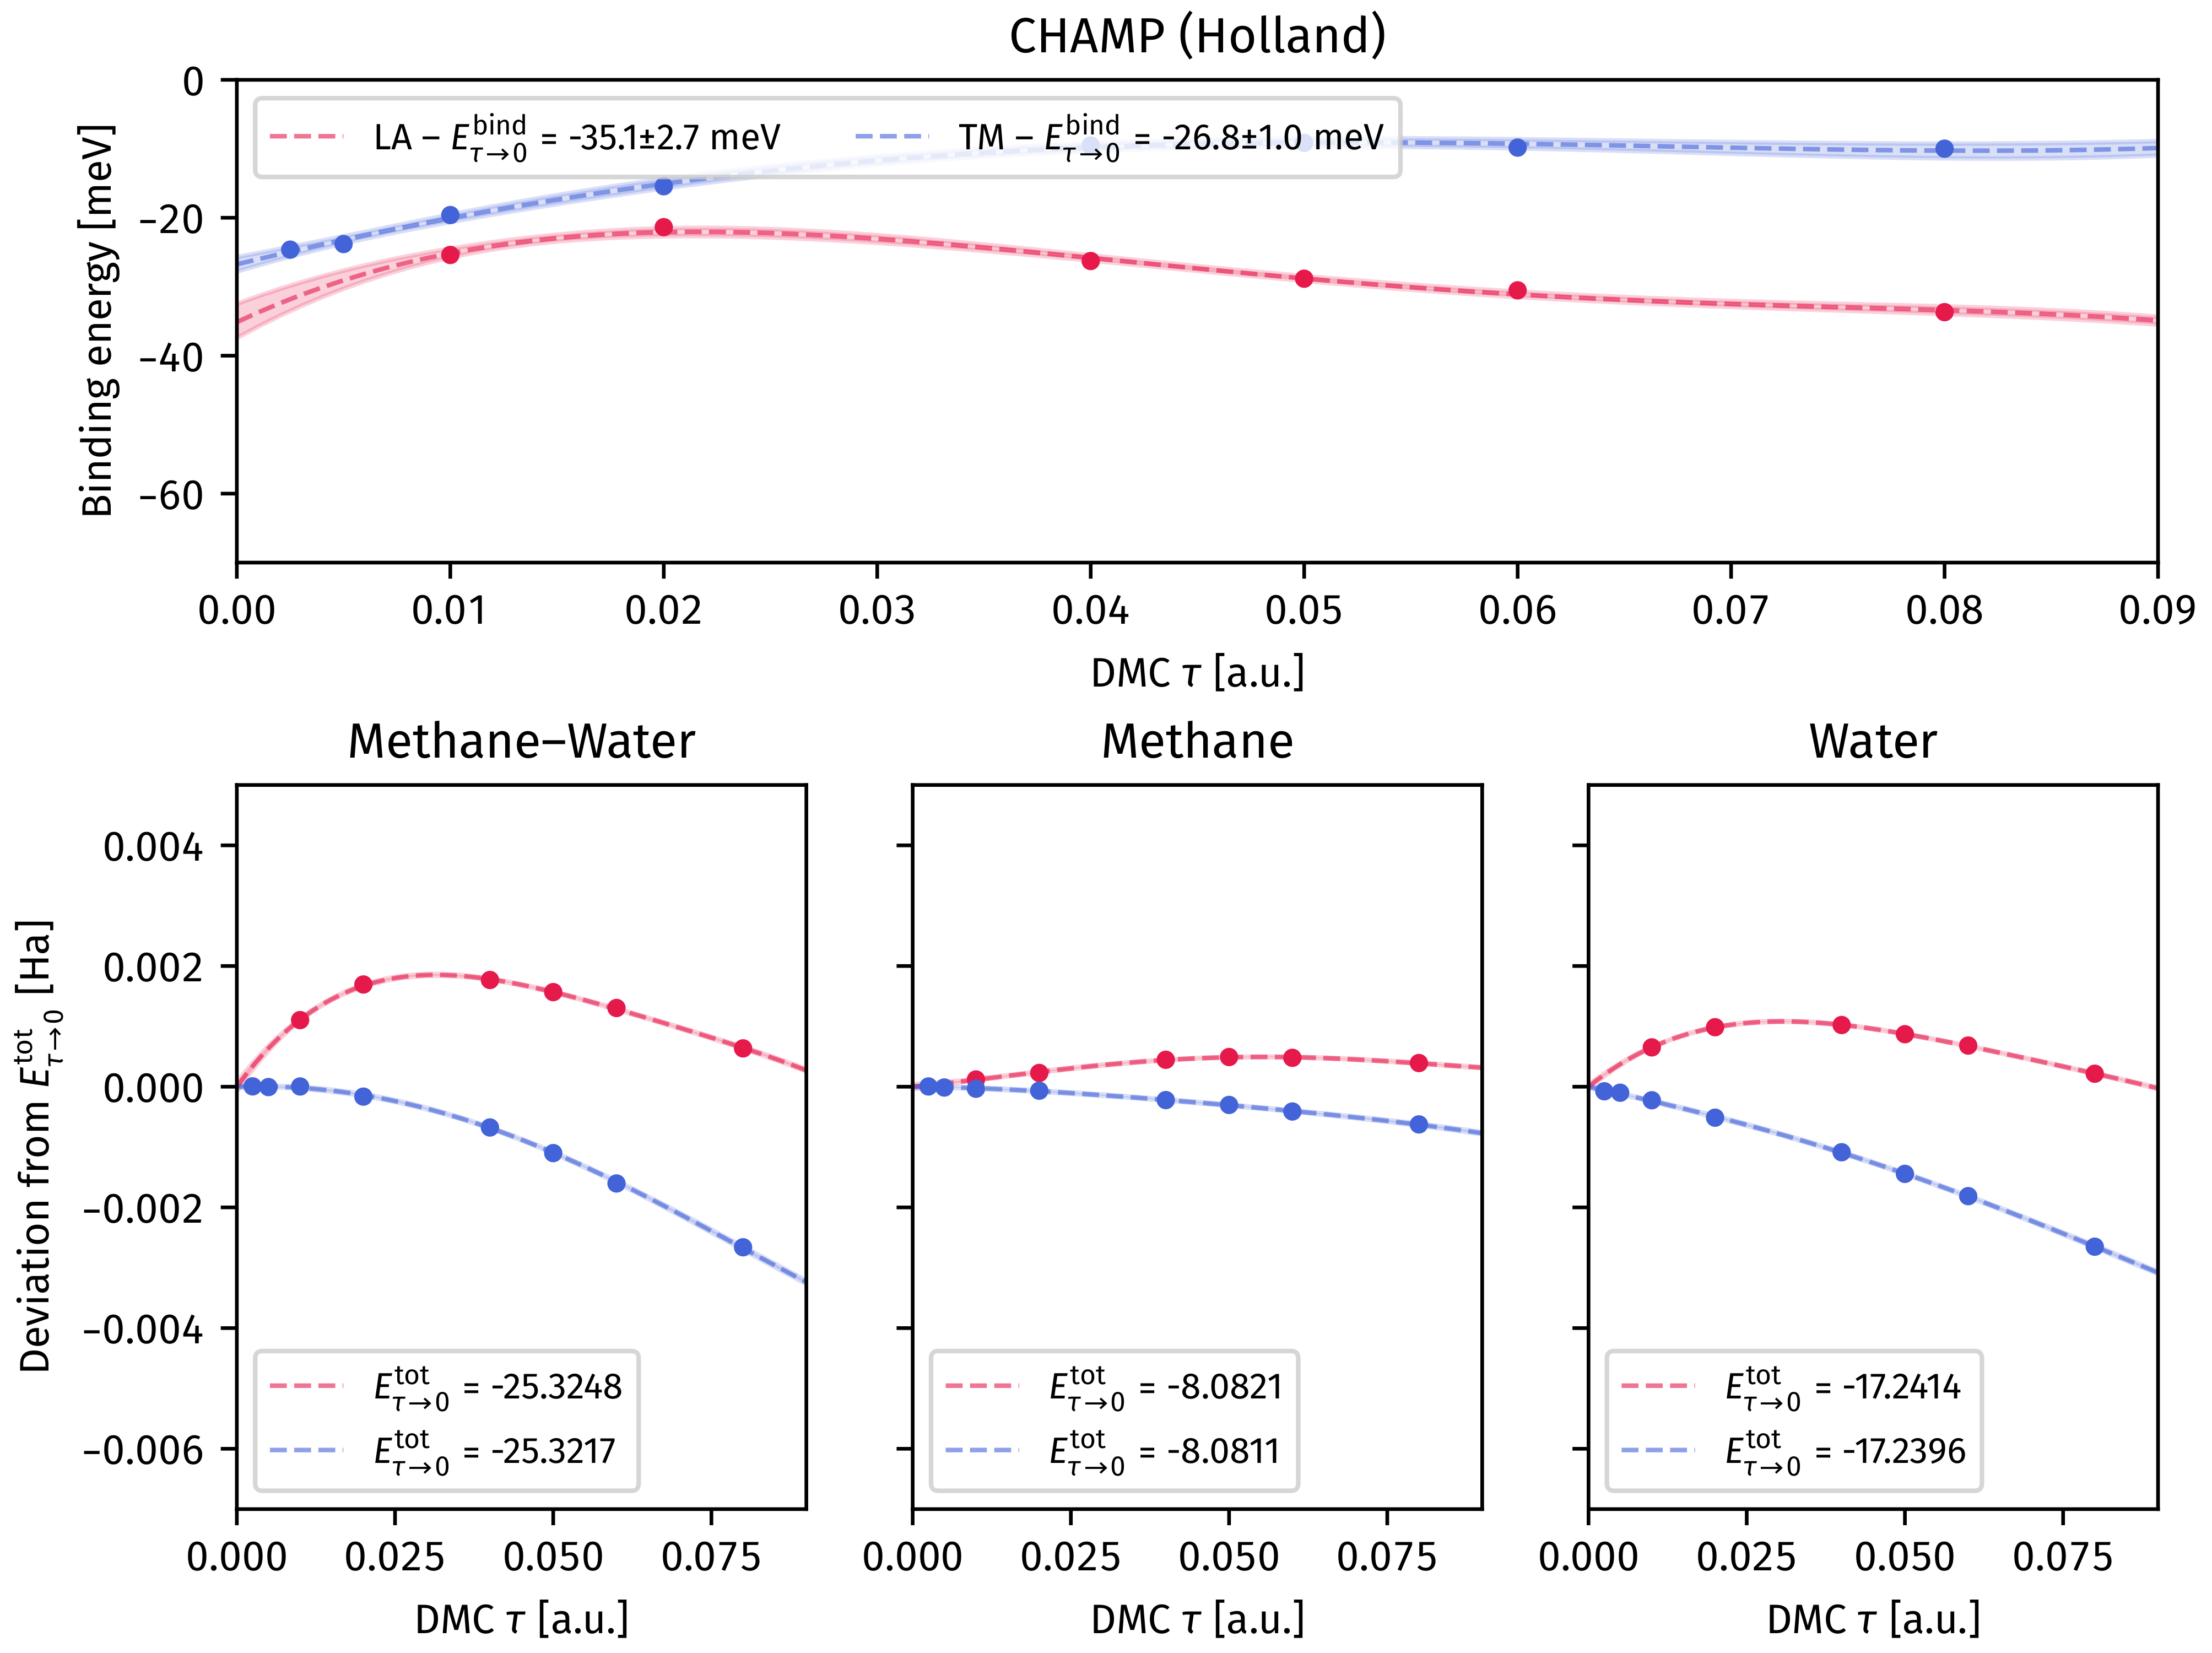 CHAMP (Holland)
Binding energy [meV]
0
-20
-40
-60
LA – E^bind_τ→0 = -35.1±2.7 meV
TM – E^bind_τ→0 = -26.8±1.0 meV
0.00 0.01 0.02 0.03 0.04 0.05 0.06 0.07 0.08 0.09
DMC τ [a.u.]
Methane–Water
Methane
Water
Deviation from E^tot_τ→0 [Ha]
0.004
0.002
0.000
-0.002
-0.004
-0.006
E^tot_τ→0 = -25.3248
E^tot_τ→0 = -25.3217
E^tot_τ→0 = -8.0821
E^tot_τ→0 = -8.0811
E^tot_τ→0 = -17.2414
E^tot_τ→0 = -17.2396
0.000 0.025 0.050 0.075
0.000 0.025 0.050 0.075
0.000 0.025 0.050 0.075
DMC τ [a.u.]
DMC τ [a.u.]
DMC τ [a.u.]